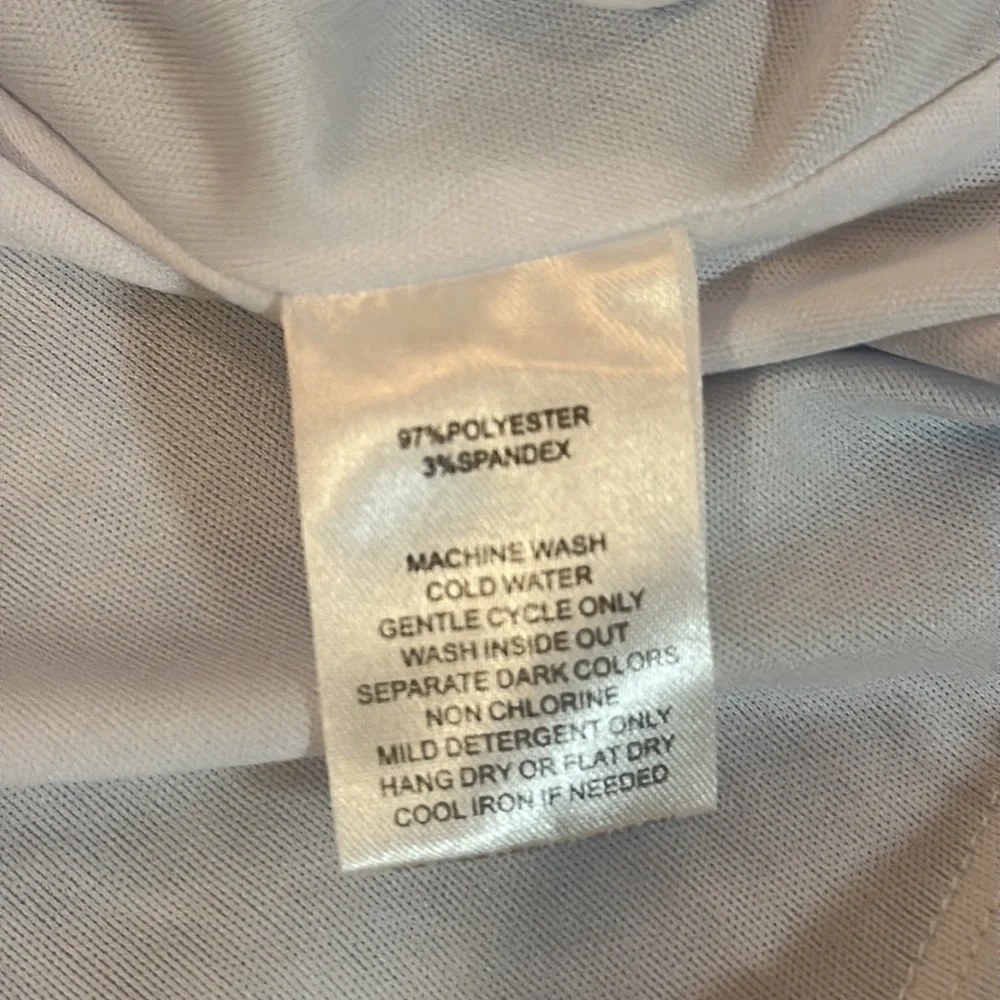 97%POLYESTER
3%SPANDEX
MACHINE WASH
COLD WATER
GENTLE CYCLE ONLY
WASH INSIDE OUT
SEPARATE DARK COLORS
NON CHLORINE
MILD DETERGENT ONLY
HANG DRY OR FLAT DRY
COOL IRON IF NEEDED